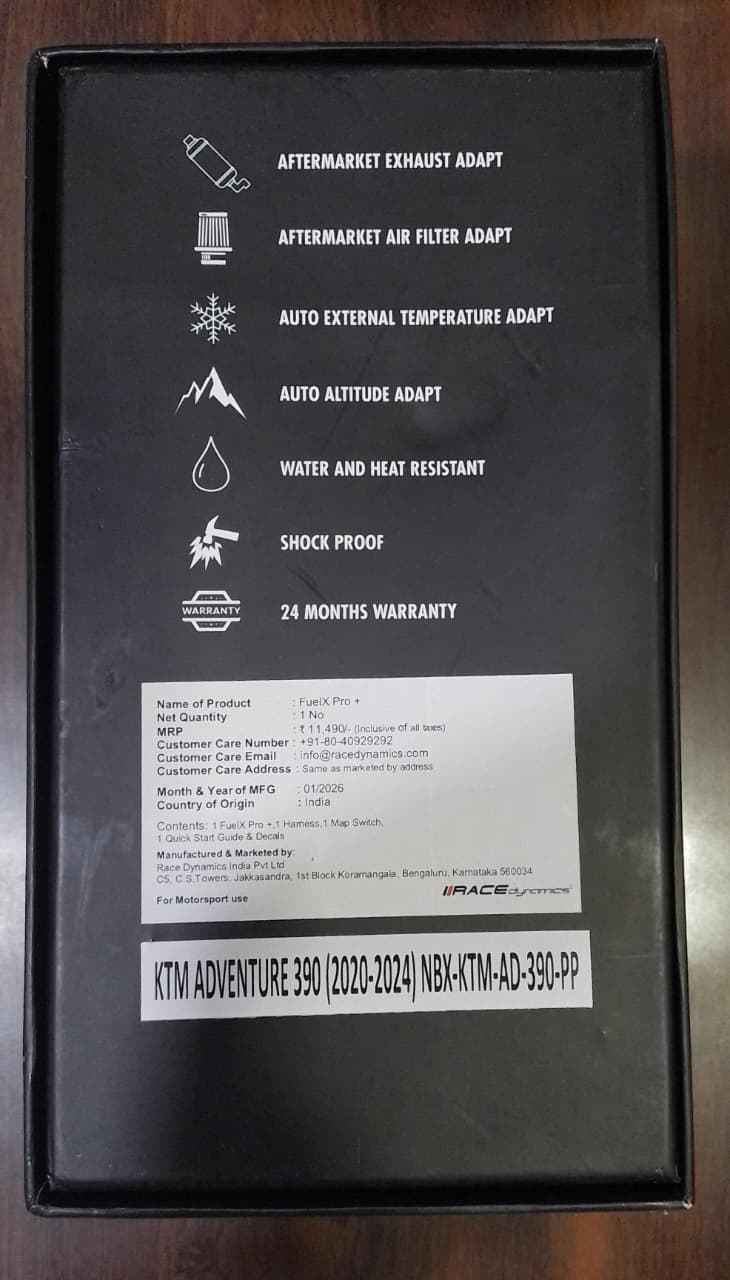 AFTERMARKET EXHAUST ADAPT
AFTERMARKET AIR FILTER ADAPT
AUTO EXTERNAL TEMPERATURE ADAPT
AUTO ALTITUDE ADAPT
WATER AND HEAT RESISTANT
SHOCK PROOF
WARRANTY
24 MONTHS WARRANTY
Name of Product : FuelX Pro +
Net Quantity : 1 No
MRP : ₹ 11,490/- (Inclusive of all taxes)
Customer Care Number : +91-80-40929292
Customer Care Email : info@racedynamics.com
Customer Care Address : Same as marketed by address
Month & Year of MFG : 01/2026
Country of Origin : India
Contents: 1 FuelX Pro +,1 Harness,1 Map Switch,
1 Quick Start Guide & Decals
Manufactured & Marketed by:
Race Dynamics India Pvt Ltd
C5, C.S.Towers, Jakkasandra, 1st Block Koramangala, Bengaluru, Karnataka 560034
RACE dynamics
For Motorsport use
KTM ADVENTURE 390 (2020-2024) NBX-KTM-AD-390-PP